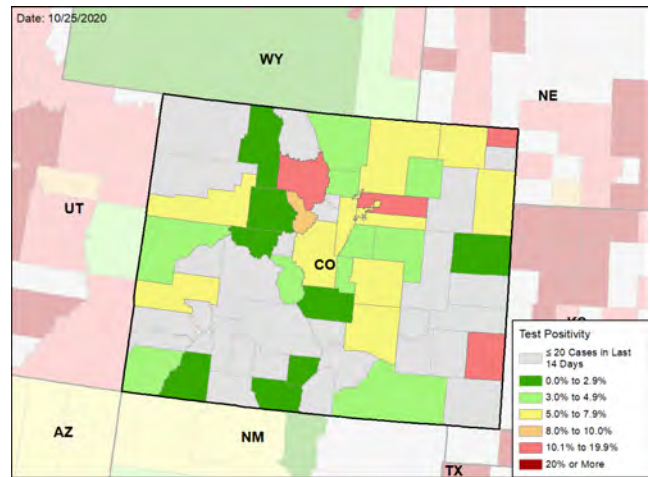 Date: 10/25/2020
WY
NE
UT
CO
AZ
NM
TX
Test Positivity
≤ 20 Cases in Last
14 Days
0.0% to 2.9%
3.0% to 4.9%
5.0% to 7.9%
8.0% to 10.0%
10.1% to 19.9%
20% or More